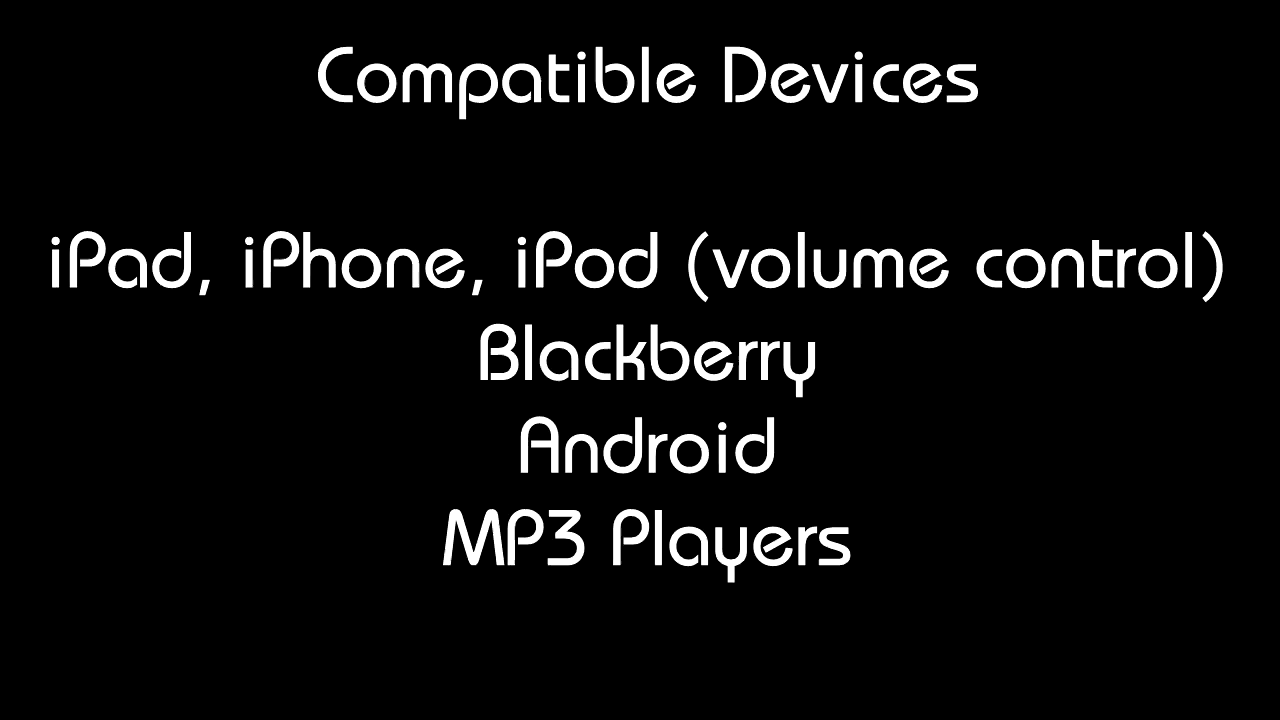 Compatible Devices
iPad, iPhone, iPod (volume control)
Blackberry
Android
MP3 Players